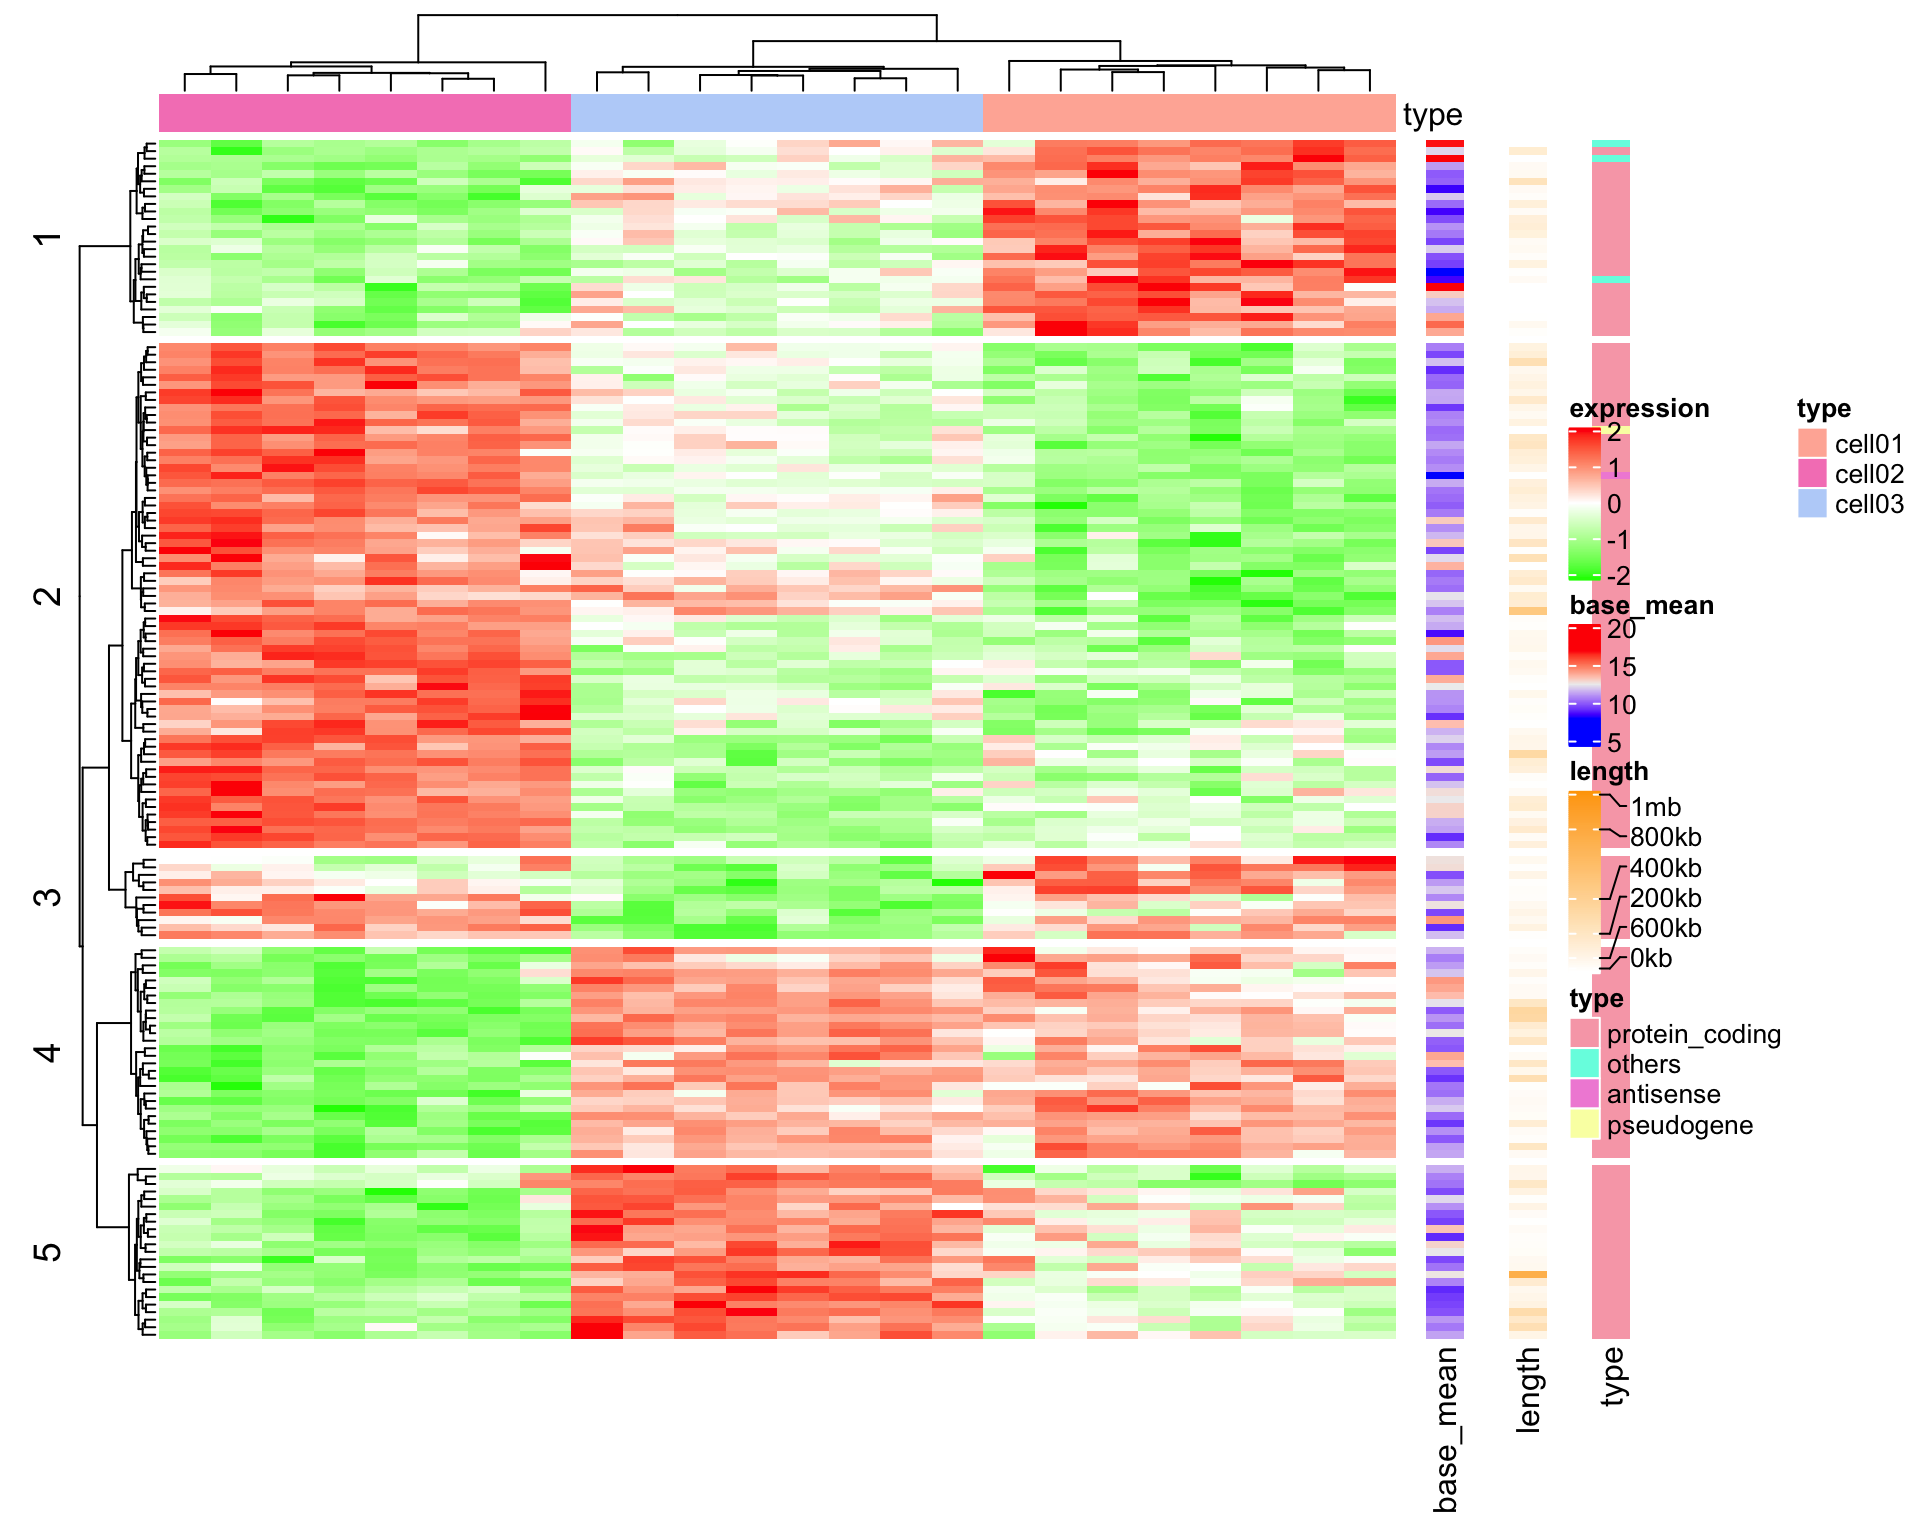 type
1
2
3
4
5
expression
2
1
0
-1
-2
base_mean
20
15
10
5
length
1mb
800kb
400kb
200kb
600kb
0kb
type
protein_coding
others
antisense
pseudogene
type
cell01
cell02
cell03
base_mean
length
type